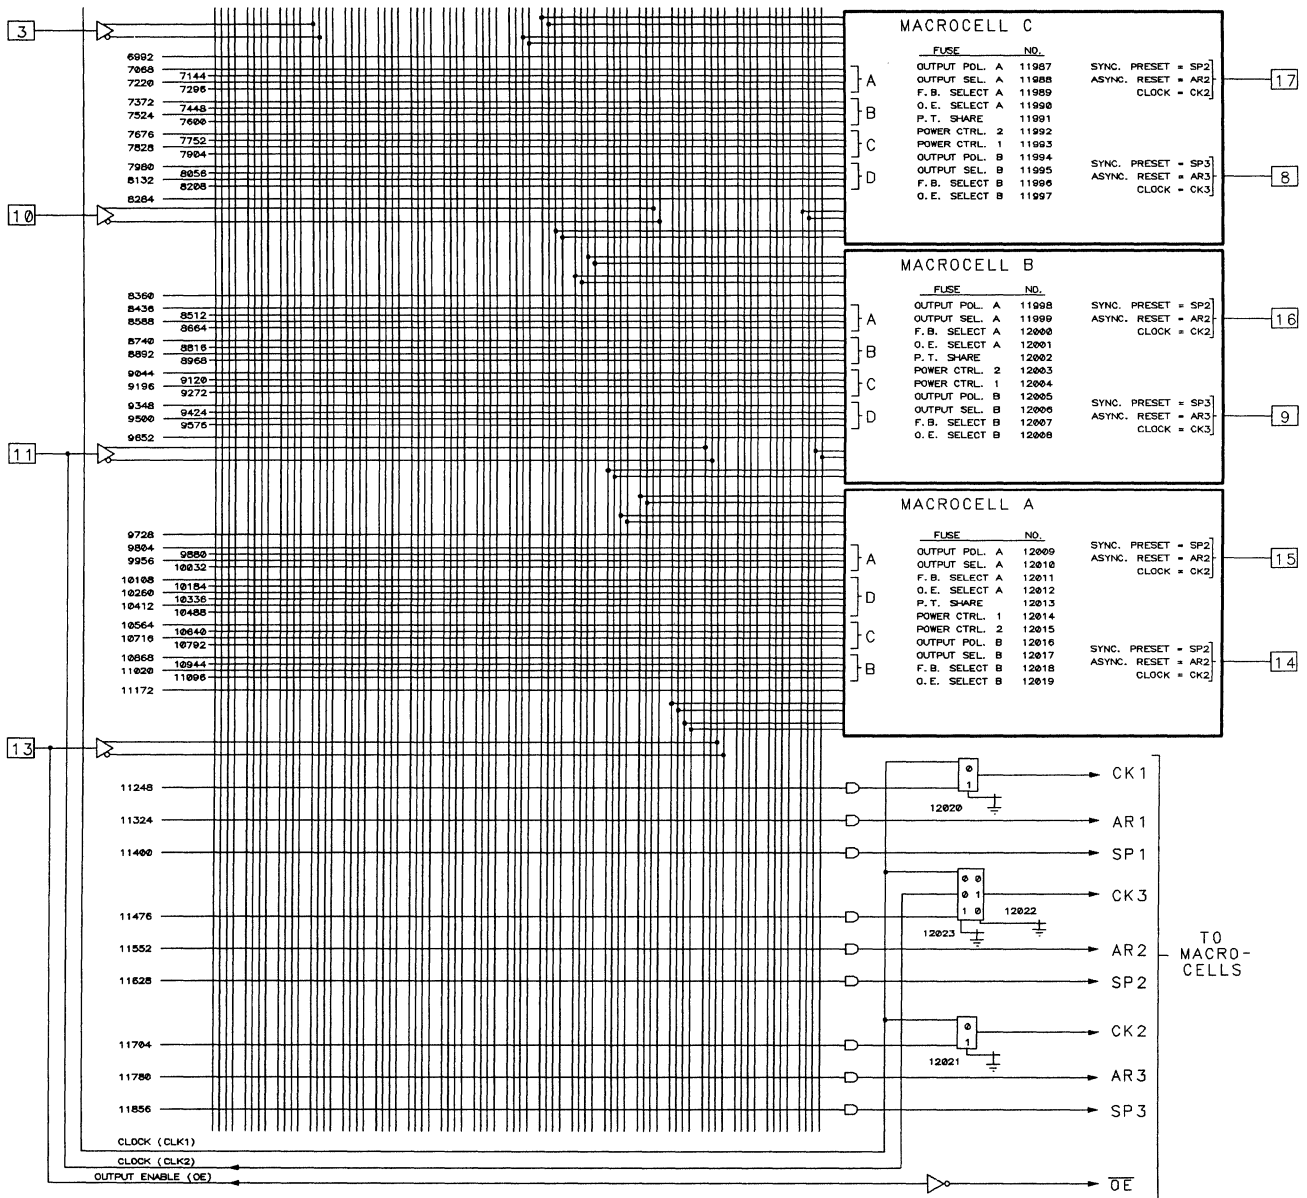 3
6992
7068
7144
7220
7296
7372
7448
7524
7600
7676
7752
7828
7904
7980
8056
8132
8208
8284
A
B
C
D
MACROCELL C
FUSE NO.
OUTPUT POL. A 11987
OUTPUT SEL. A 11988
F.B. SELECT A 11989
O.E. SELECT A 11990
P.T. SHARE 11991
POWER CTRL. 2 11992
POWER CTRL. 1 11993
OUTPUT POL. B 11994
OUTPUT SEL. B 11995
F.B. SELECT B 11996
O.E. SELECT B 11997
SYNC. PRESET = SP2
ASYNC. RESET = AR2
CLOCK = CK2
17
SYNC. PRESET = SP3
ASYNC. RESET = AR3
CLOCK = CK3
8
10
8360
8436
8512
8588
8664
8740
8816
8892
8968
9044
9120
9196
9272
9348
9424
9500
9576
9652
A
B
C
D
MACROCELL B
FUSE NO.
OUTPUT POL. A 11998
OUTPUT SEL. A 11999
F.B. SELECT A 12000
O.E. SELECT A 12001
P.T. SHARE 12002
POWER CTRL. 2 12003
POWER CTRL. 1 12004
OUTPUT POL. B 12005
OUTPUT SEL. B 12006
F.B. SELECT B 12007
O.E. SELECT B 12008
SYNC. PRESET = SP2
ASYNC. RESET = AR2
CLOCK = CK2
16
SYNC. PRESET = SP3
ASYNC. RESET = AR3
CLOCK = CK3
9
11
9728
9804
9880
9956
10032
10108
10184
10260
10336
10412
10488
10564
10640
10716
10792
10868
10944
11020
11096
11172
A
D
C
B
MACROCELL A
FUSE NO.
OUTPUT POL. A 12009
OUTPUT SEL. A 12010
F.B. SELECT A 12011
O.E. SELECT A 12012
P.T. SHARE 12013
POWER CTRL. 1 12014
POWER CTRL. 2 12015
OUTPUT POL. B 12016
OUTPUT SEL. B 12017
F.B. SELECT B 12018
O.E. SELECT B 12019
SYNC. PRESET = SP2
ASYNC. RESET = AR2
CLOCK = CK2
15
SYNC. PRESET = SP2
ASYNC. RESET = AR2
CLOCK = CK2
14
13
11248
0
1
12020
CK1
11324
AR1
11400
SP1
11476
0 0
0 1
1 0
12022
12023
CK3
11552
AR2
11628
SP2
11704
0
1
12021
CK2
11780
AR3
11856
SP3
TO
MACRO-
CELLS
CLOCK (CLK1)
CLOCK (CLK2)
OUTPUT ENABLE (OE)
OE